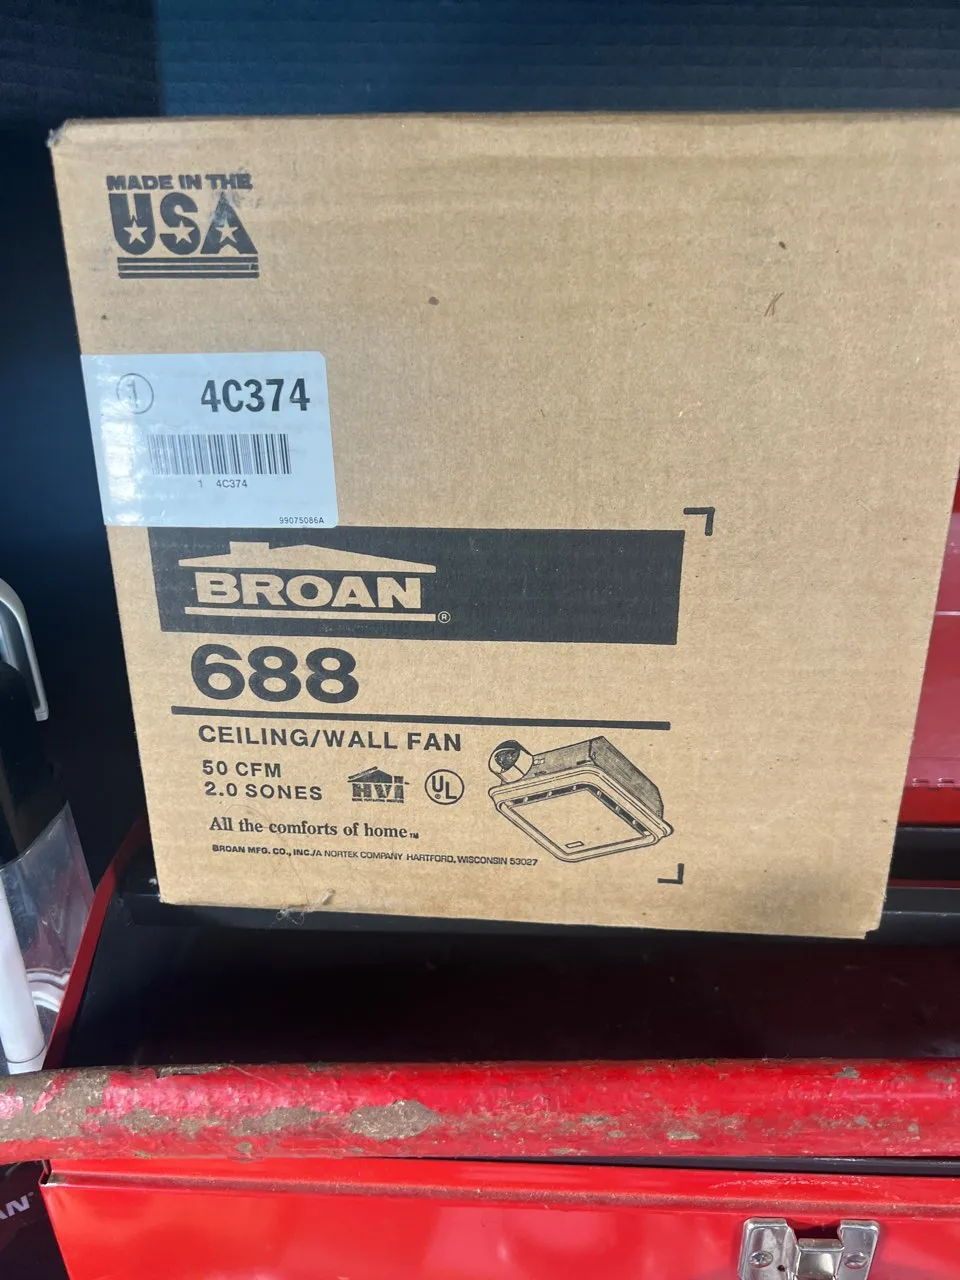 MADE IN THE
USA
1 4C374
1 4C374
99075086A
BROAN®
688
CEILING/WALL FAN
50 CFM
2.0 SONES
HVI
UL
All the comforts of home™
BROAN MFG. CO., INC./A NORTEK COMPANY HARTFORD, WISCONSIN 53027